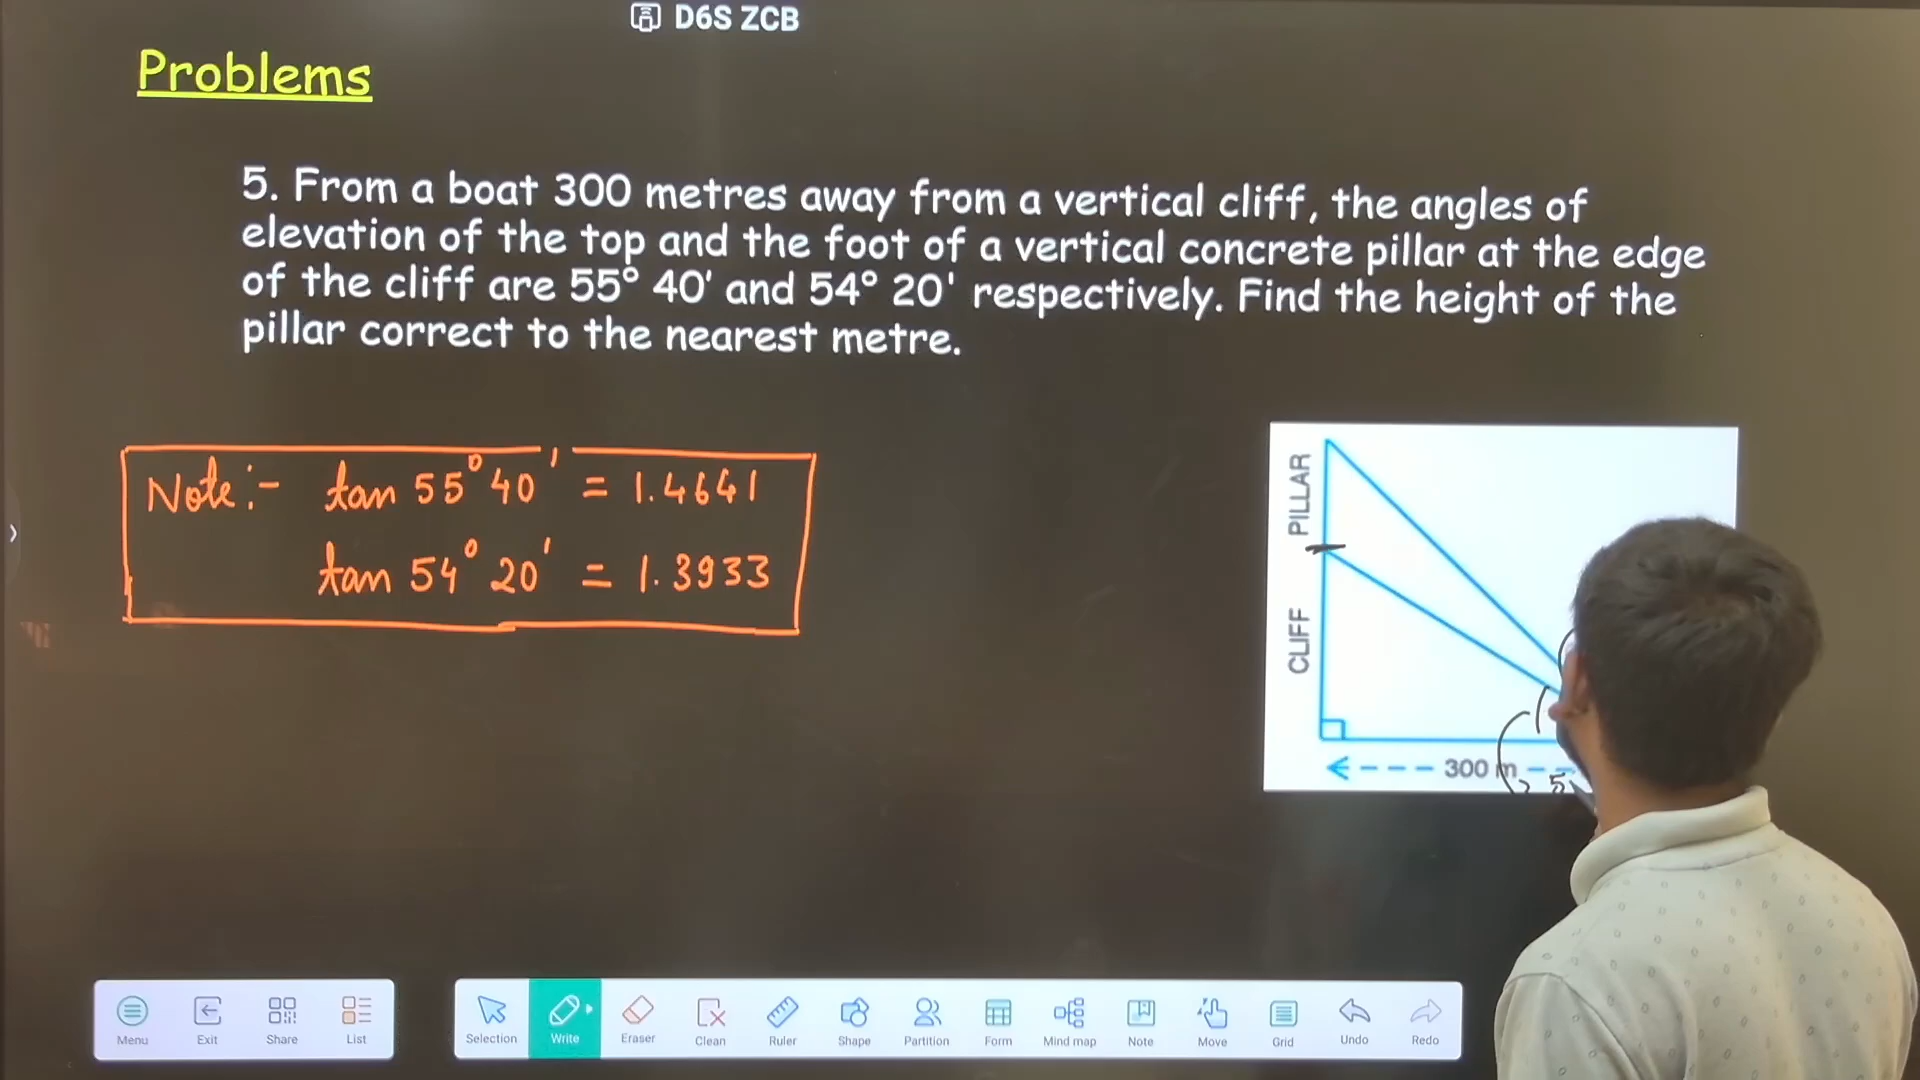 D6S ZCB
Problems
5. From a boat 300 metres away from a vertical cliff, the angles of
elevation of the top and the foot of a vertical concrete pillar at the edge
of the cliff are 55° 40' and 54° 20' respectively. Find the height of the
pillar correct to the nearest metre.
Note:- tan 55° 40' = 1.4641
tan 54° 20' = 1.3933
PILLAR
CLIFF
300 m
Menu Exit Share List Selection Write Eraser Clean Ruler Shape Partition Form Mind map Note Move Grid Undo Redo